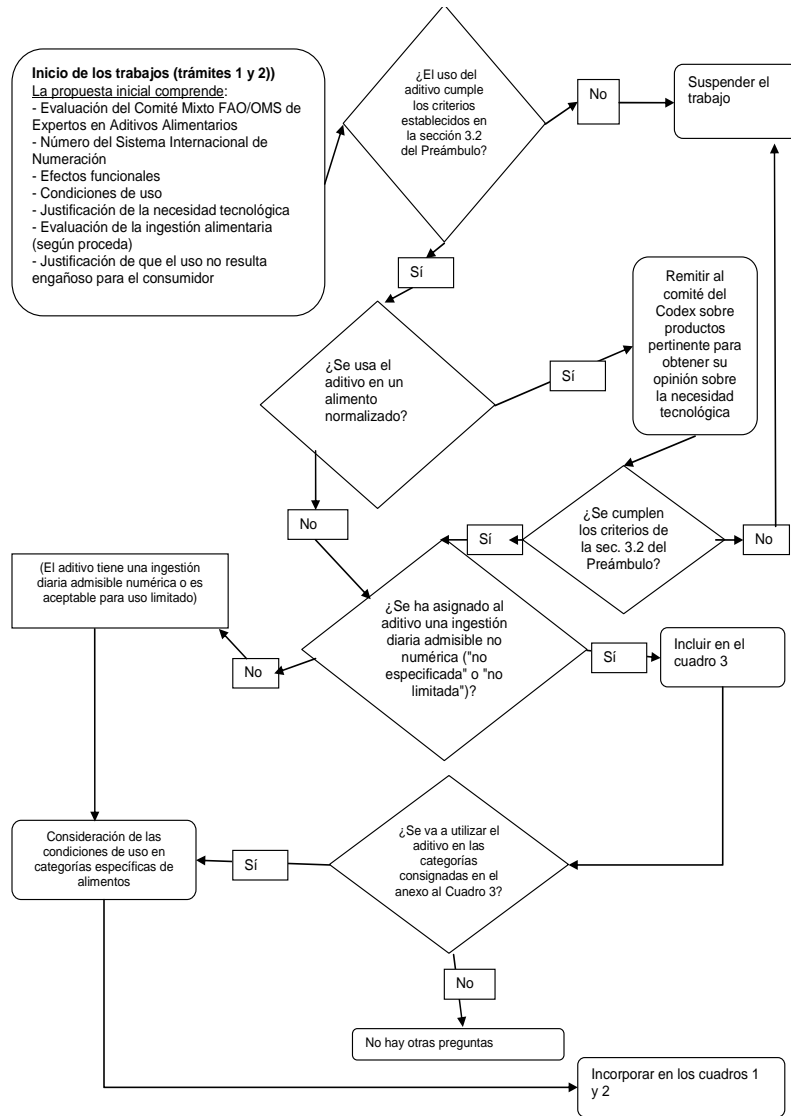 Inicio de los trabajos (trámites 1 y 2))
La propuesta inicial comprende:
- Evaluación del Comité Mixto FAO/OMS de
Expertos en Aditivos Alimentarios
- Número del Sistema Internacional de
Numeración
- Efectos funcionales
- Condiciones de uso
- Justificación de la necesidad tecnológica
- Evaluación de la ingestión alimentaria
(según proceda)
- Justificación de que el uso no resulta
engañoso para el consumidor
¿El uso del
aditivo cumple
los criterios
establecidos en
la sección 3.2
del Preámbulo?
No
Suspender el
trabajo
Sí
¿Se usa el
aditivo en un
alimento
normalizado?
Sí
Remitir al
comité del
Codex sobre
productos
pertinente para
obtener su
opinión sobre
la necesidad
tecnológica
No
¿Se cumplen
los criterios de
la sec. 3.2 del
Preámbulo?
Sí
No
(El aditivo tiene una ingestión
diaria admisible numérica o es
aceptable para uso limitado)
¿Se ha asignado al
aditivo una ingestión
diaria admisible no
numérica ("no
especificada" o "no
limitada")?
No
Sí
Incluir en el
cuadro 3
Consideración de las
condiciones de uso en
categorías específicas de
alimentos
Sí
¿Se va a utilizar el
aditivo en las
categorías
consignadas en el
anexo al Cuadro 3?
No
No hay otras preguntas
Incorporar en los cuadros 1
y 2